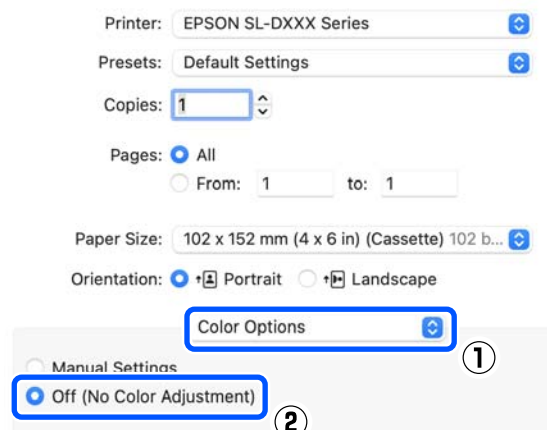 Printer: EPSON SL-DXXX Series
Presets: Default Settings
Copies: 1
Pages: All
From: 1 to: 1
Paper Size: 102 x 152 mm (4 x 6 in) (Cassette) 102 b...
Orientation: Portrait Landscape
Color Options
①
Manual Settings
Off (No Color Adjustment)
②